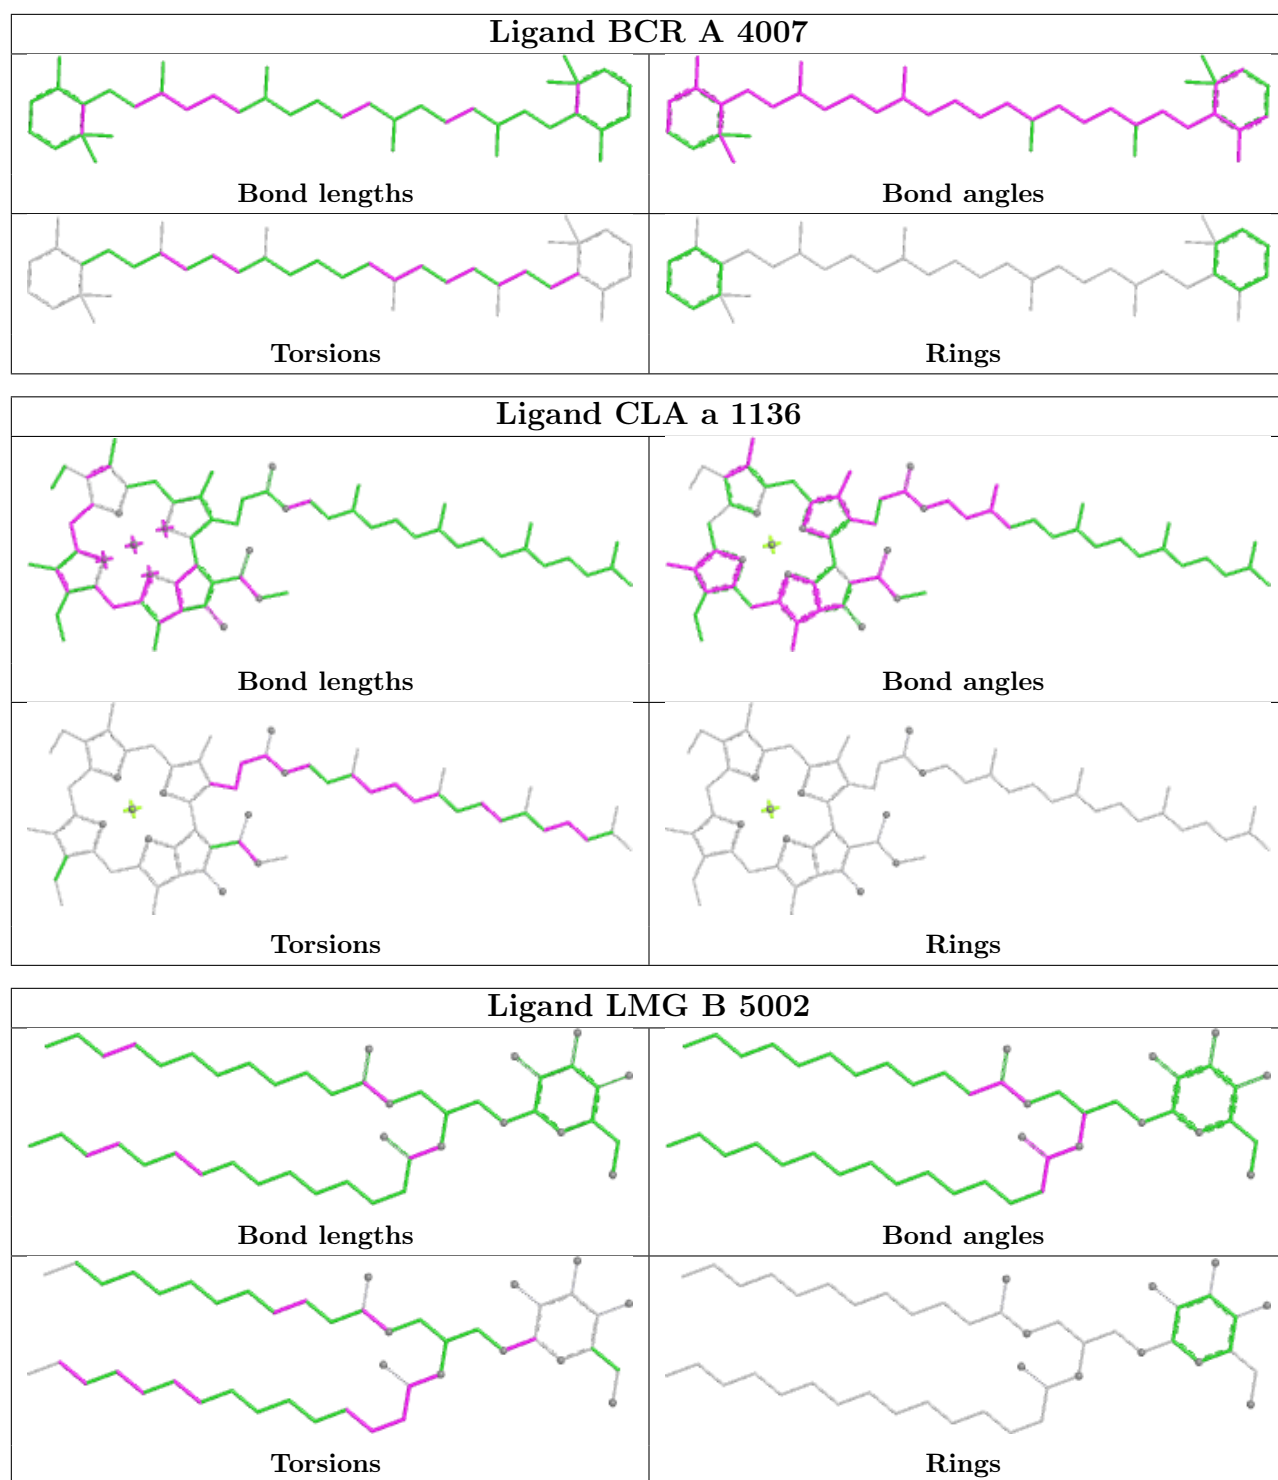 Ligand BCR A 4007
Bond lengths
Bond angles
Torsions
Rings
Ligand CLA a 1136
Bond lengths
Bond angles
Torsions
Rings
Ligand LMG B 5002
Bond lengths
Bond angles
Torsions
Rings